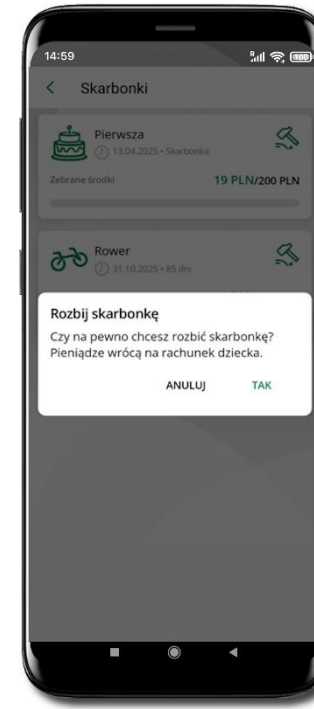 14:59
100
Skarbonki
Pierwsza
13.04.2025 • Skarbonka
Zebrane środki 19 PLN/200 PLN
Rower
31.10.2025 • 85 dni
Rozbij skarbonkę
Czy na pewno chcesz rozbić skarbonkę?
Pieniądze wrócą na rachunek dziecka.
ANULUJ TAK